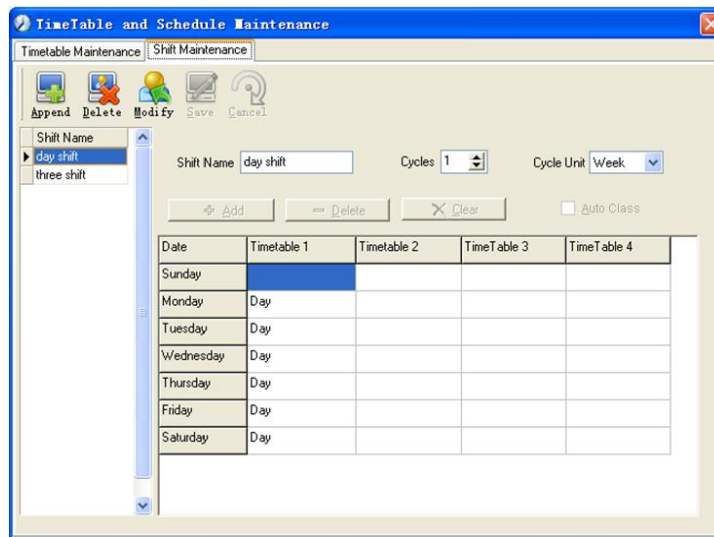 TimeTable and Schedule Maintenance
Timetable Maintenance Shift Maintenance
Append Delete Modify Save Cancel
Shift Name
day shift
three shift
Shift Name day shift Cycles 1 Cycle Unit Week
Add Delete Clear Auto Class
Date Timetable 1 Timetable 2 TimeTable 3 TimeTable 4
Sunday
Monday Day
Tuesday Day
Wednesday Day
Thursday Day
Friday Day
Saturday Day